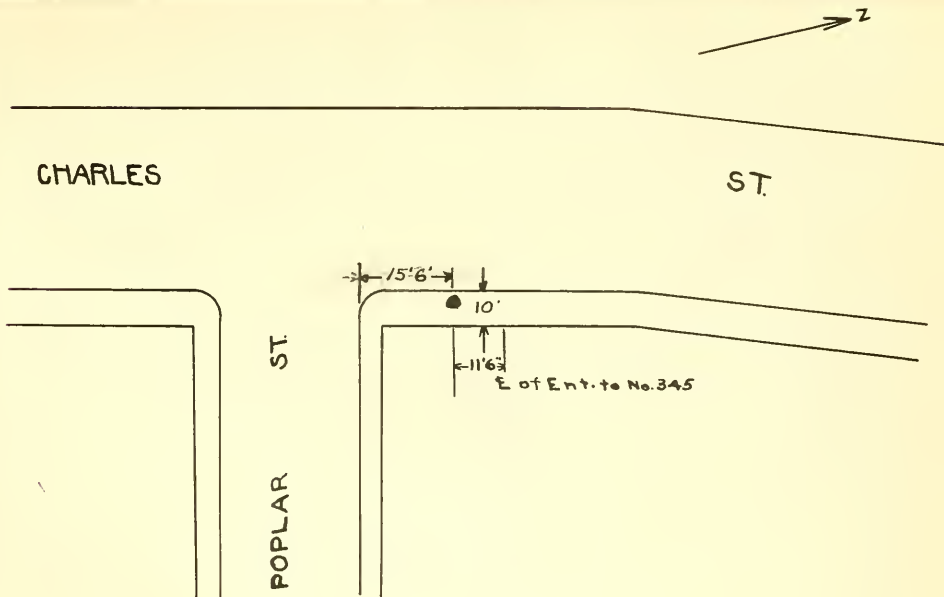 N
CHARLES ST.
15'6"
10'
11'6"
℄ of Ent. to No. 345
POPLAR ST.